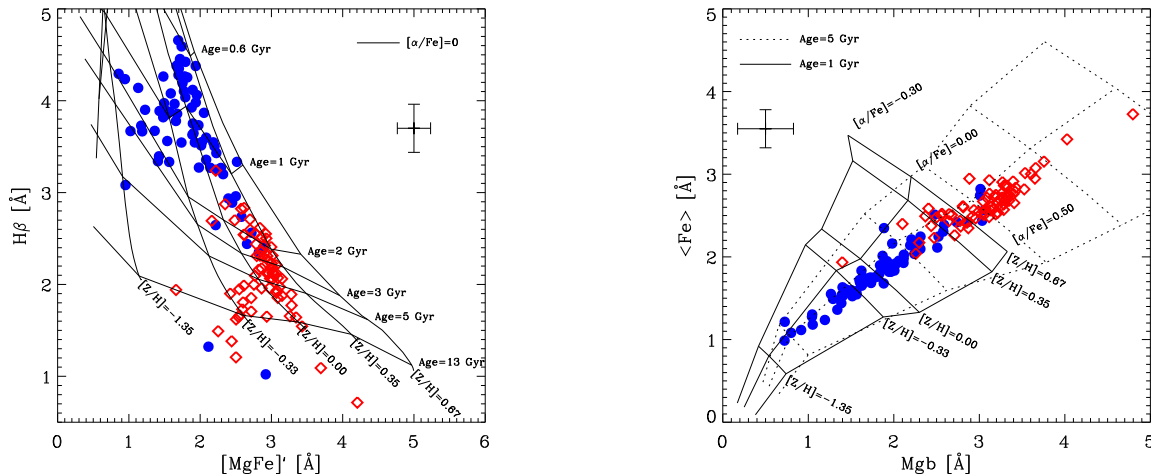 5
4
3
2
1
0
1
2
3
4
5
6
Hβ [Å]
[MgFe]′ [Å]
Age=0.6 Gyr
[α/Fe]=0
Age=1 Gyr
Age=2 Gyr
Age=3 Gyr
Age=5 Gyr
Age=13 Gyr
[Z/H]=−1.35
[Z/H]=−0.33
[Z/H]=0.00
[Z/H]=0.35
[Z/H]=0.67
5
4
3
2
1
0
0
1
2
3
4
5
<Fe> [Å]
Mgb [Å]
Age=5 Gyr
Age=1 Gyr
[α/Fe]=−0.30
[α/Fe]=0.00
[α/Fe]=0.50
[Z/H]=0.67
[Z/H]=0.35
[Z/H]=0.00
[Z/H]=−0.33
[Z/H]=−1.35